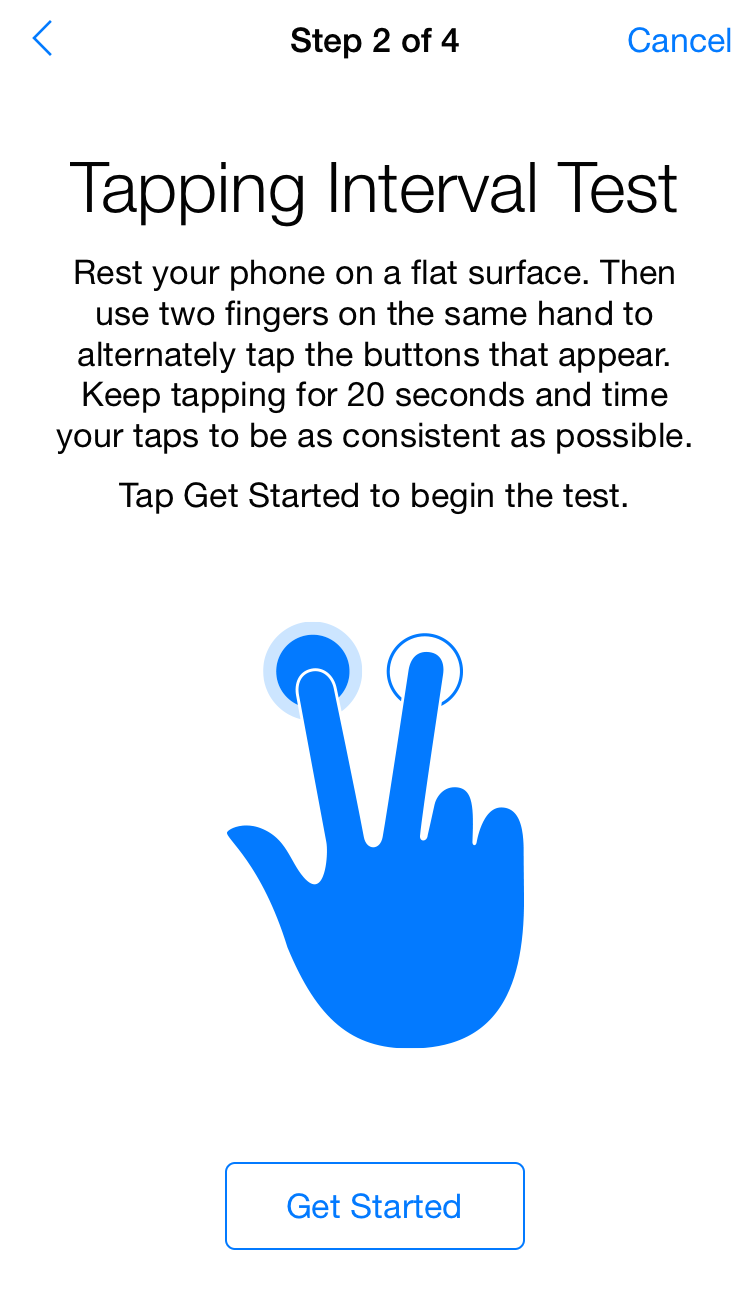 Step 2 of 4
Cancel
Tapping Interval Test
Rest your phone on a flat surface. Then
use two fingers on the same hand to
alternately tap the buttons that appear.
Keep tapping for 20 seconds and time
your taps to be as consistent as possible.
Tap Get Started to begin the test.
Get Started